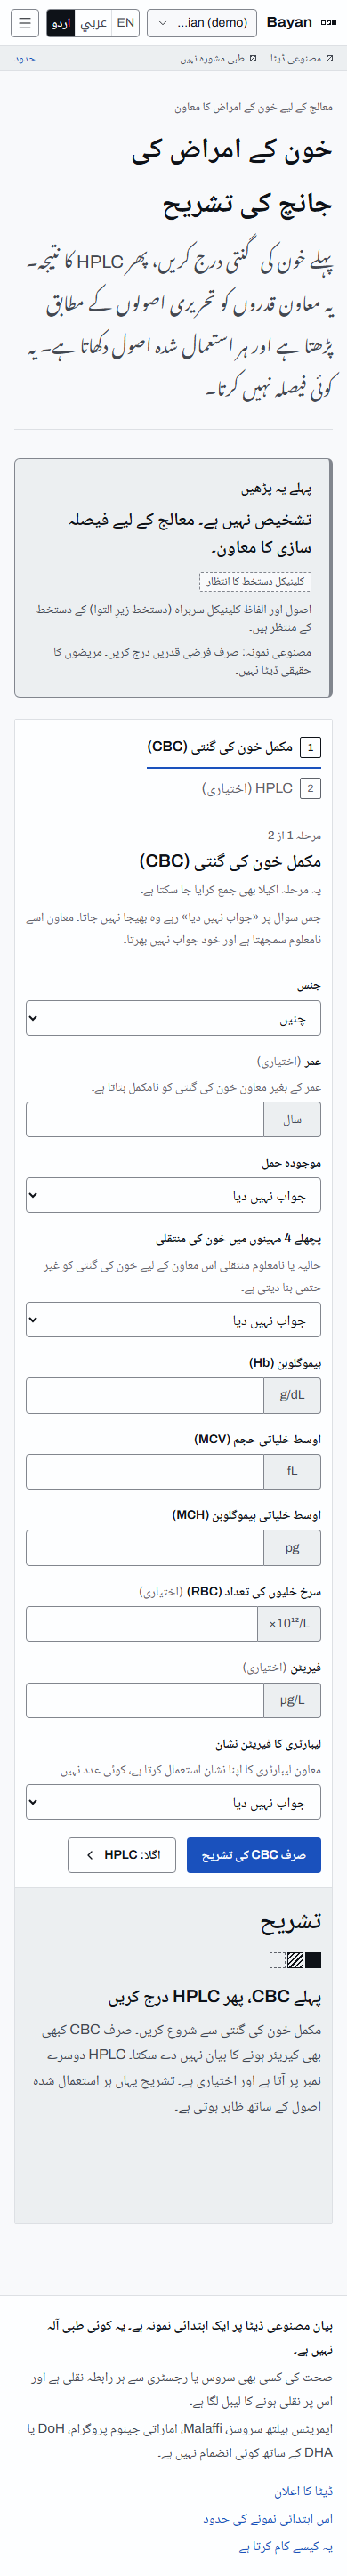 Bayan
...ian (demo)
EN
عربي
اردو
مصنوعی ڈیٹا
طبی مشورہ نہیں
حدود
معالج کے لیے خون کے امراض کا معاون
خون کے امراض کی
جانچ کی تشریح
پہلے خون کی گنتی درج کریں، پھر HPLC کا نتیجہ۔
یہ معاون قدروں کو تحریری اصولوں کے مطابق
پڑھتا ہے اور ہر استعمال شدہ اصول دکھاتا ہے۔ یہ
کوئی فیصلہ نہیں کرتا۔
پہلے یہ پڑھیں
تشخیص نہیں ہے۔ معالج کے لیے فیصلہ
سازی کا معاون۔
کلینیکل دستخط کا انتظار
اصول اور الفاظ کلینیکل سربراہ (دستخط زیرِ التوا) کے دستخط
کے منتظر ہیں۔
مصنوعی نمونہ: صرف فرضی قدریں درج کریں۔ مریضوں کا
حقیقی ڈیٹا نہیں۔
1 مکمل خون کی گنتی (CBC)
2 HPLC (اختیاری)
مرحلہ 1 از 2
مکمل خون کی گنتی (CBC)
یہ مرحلہ اکیلا بھی جمع کرایا جا سکتا ہے۔
جس سوال پر «جواب نہیں دیا» رہے وہ بھیجا نہیں جاتا۔ معاون اسے
نامعلوم سمجھتا ہے اور خود جواب نہیں بھرتا۔
جنس
چنیں
عمر (اختیاری)
عمر کے بغیر معاون خون کی گنتی کو نامکمل بتاتا ہے۔
سال
موجودہ حمل
جواب نہیں دیا
پچھلے 4 مہینوں میں خون کی منتقلی
حالیہ یا نامعلوم منتقلی اس معاون کے لیے خون کی گنتی کو غیر
حتمی بنا دیتی ہے۔
جواب نہیں دیا
ہیموگلوبن (Hb)
g/dL
اوسط خلیاتی حجم (MCV)
fL
اوسط خلیاتی ہیموگلوبن (MCH)
pg
سرخ خلیوں کی تعداد (RBC) (اختیاری)
×10¹²/L
فیریٹن (اختیاری)
µg/L
لیبارٹری کا فیریٹن نشان
معاون لیبارٹری کا اپنا نشان استعمال کرتا ہے، کوئی عدد نہیں۔
جواب نہیں دیا
صرف CBC کی تشریح
اگلا: HPLC
تشریح
پہلے CBC، پھر HPLC درج کریں
مکمل خون کی گنتی سے شروع کریں۔ صرف CBC کبھی
بھی کیریئر ہونے کا بیان نہیں دے سکتا۔ HPLC دوسرے
نمبر پر آتا ہے اور اختیاری ہے۔ تشریح یہاں ہر استعمال شدہ
اصول کے ساتھ ظاہر ہوتی ہے۔
بیان مصنوعی ڈیٹا پر ایک ابتدائی نمونہ ہے۔ یہ کوئی طبی آلہ
نہیں ہے۔
صحت کی کسی بھی سروس یا رجسٹری سے ہر رابطہ نقلی ہے اور
اس پر نقلی ہونے کا لیبل لگا ہے۔
ایمریٹس ہیلتھ سروسز، Malaffi، اماراتی جینوم پروگرام، DoH یا
DHA کے ساتھ کوئی انضمام نہیں ہے۔
ڈیٹا کا اعلان
اس ابتدائی نمونے کی حدود
یہ کیسے کام کرتا ہے